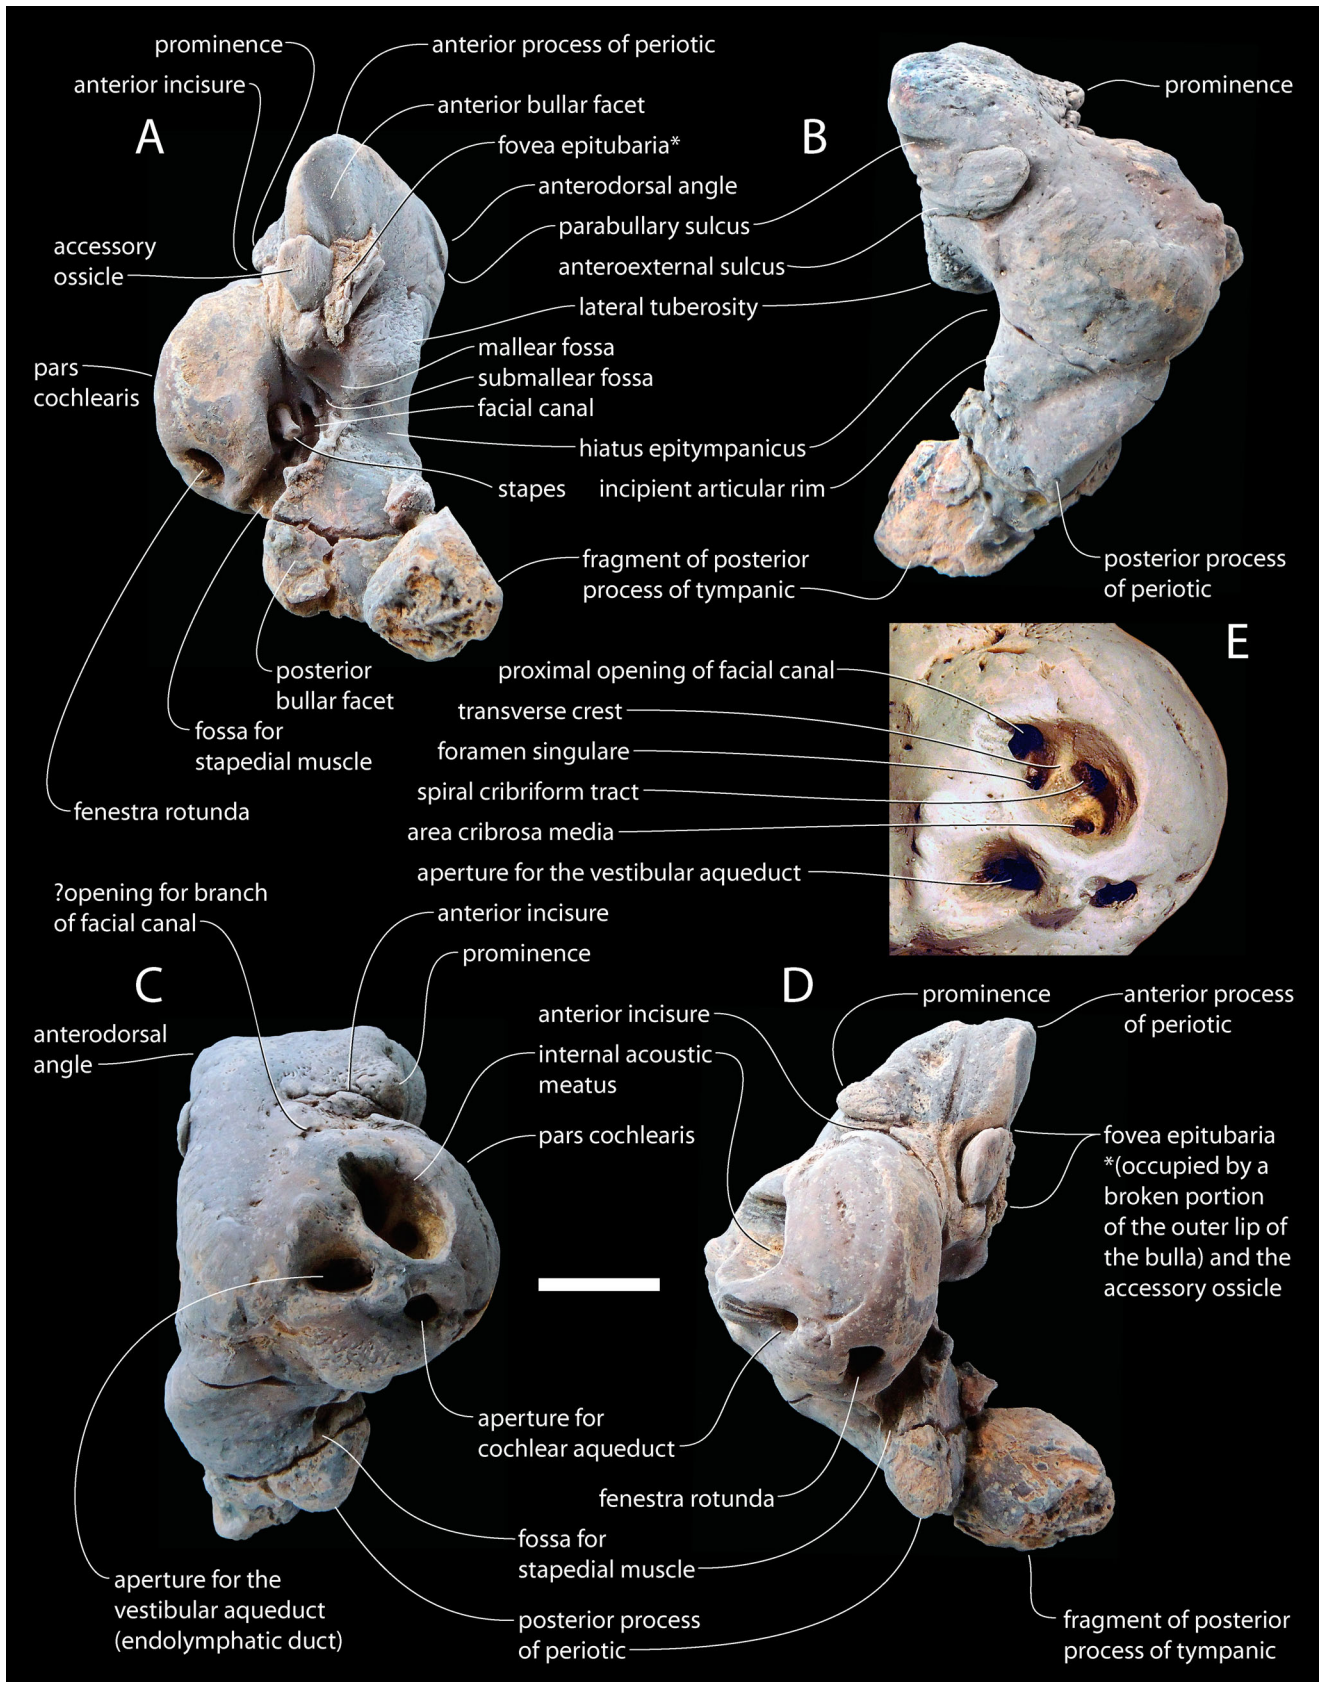 prominence
anterior incisure
A
anterior process of periotic
anterior bullar facet
fovea epitubaria*
anterodorsal angle
parabullary sulcus
anteroexternal sulcus
lateral tuberosity
mallear fossa
submallear fossa
facial canal
hiatus epitympanicus
stapes
incipient articular rim
B
prominence
accessory
ossicle
pars
cochlearis
fragment of posterior
process of tympanic
posterior process
of periotic
posterior
bullar facet
fossa for
stapedial muscle
fenestra rotunda
E
proximal opening of facial canal
transverse crest
foramen singulare
spiral cribriform tract
area cribrosa media
aperture for the vestibular aqueduct
?opening for branch
of facial canal
anterior incisure
prominence
C
anterodorsal
angle
anterior incisure
internal acoustic
meatus
pars cochlearis
D
prominence
anterior process
of periotic
fovea epitubaria
*(occupied by a
broken portion
of the outer lip of
the bulla) and the
accessory ossicle
aperture for
cochlear aqueduct
fenestra rotunda
fossa for
stapedial muscle
posterior process
of periotic
aperture for the
vestibular aqueduct
(endolymphatic duct)
fragment of posterior
process of tympanic